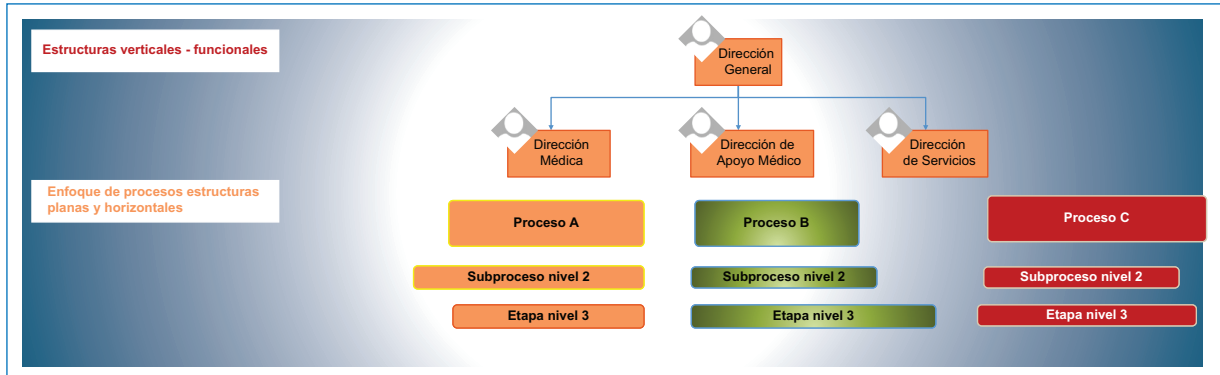 Estructuras verticales - funcionales
Dirección
General
Dirección
Médica
Dirección de
Apoyo Médico
Dirección
de Servicios
Enfoque de procesos estructuras
planas y horizontales
Proceso A
Proceso B
Proceso C
Subproceso nivel 2
Subproceso nivel 2
Subproceso nivel 2
Etapa nivel 3
Etapa nivel 3
Etapa nivel 3